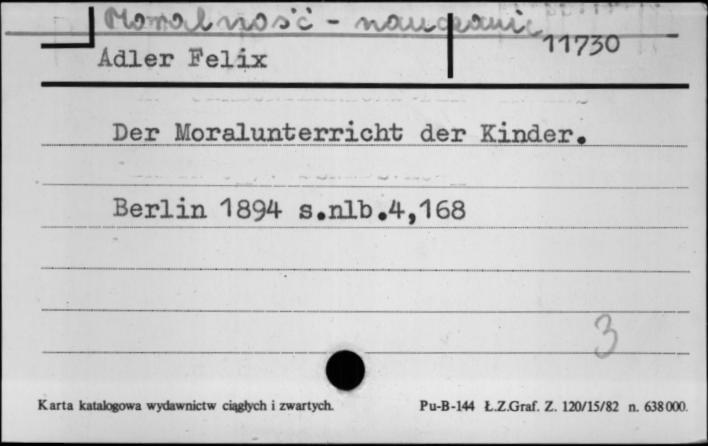 Moralność - nauczanie
11730
Adler Felix
Der Moralunterricht der Kinder.
Berlin 1894 s.nlb.4,168
3
Karta katalogowa wydawnictw ciągłych i zwartych. Pu-B-144 Ł.Z.Graf. Z. 120/15/82 n. 638000.